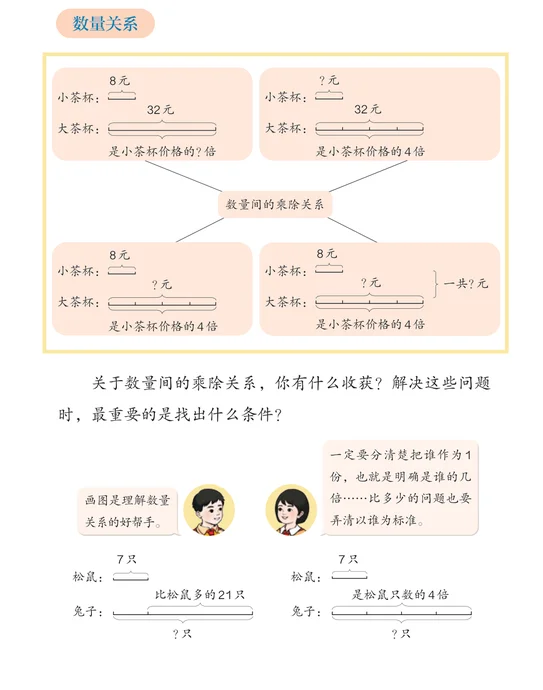 数量关系
8元
小茶杯：
32元
大茶杯：
是小茶杯价格的？倍
？元
小茶杯：
32元
大茶杯：
是小茶杯价格的4倍
数量间的乘除关系
8元
小茶杯：
？元
大茶杯：
是小茶杯价格的4倍
8元
小茶杯：
？元
大茶杯：
一共？元
是小茶杯价格的4倍
关于数量间的乘除关系，你有什么收获？解决这些问题
时，最重要的是找出什么条件？
画图是理解数量
关系的好帮手。
一定要分清楚把谁作为1
份，也就是明确是谁的几
倍……比多少的问题也要
弄清以谁为标准。
7只
松鼠：
比松鼠多的21只
兔子：
？只
7只
松鼠：
是松鼠只数的4倍
兔子：
？只